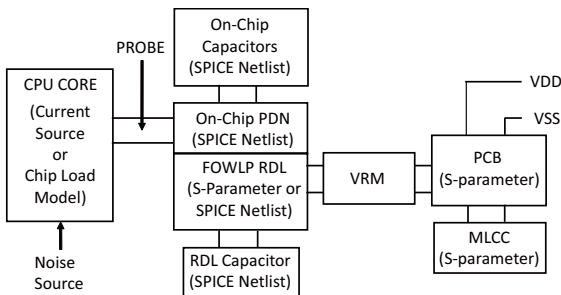 On-Chip
Capacitors
(SPICE Netlist)
PROBE
CPU CORE
(Current
Source
or
Chip Load
Model)
On-Chip PDN
(SPICE Netlist)
FOWLP RDL
(S-Parameter or
SPICE Netlist)
RDL Capacitor
(SPICE Netlist)
VRM
VDD
VSS
PCB
(S-parameter)
MLCC
(S-parameter)
Noise
Source